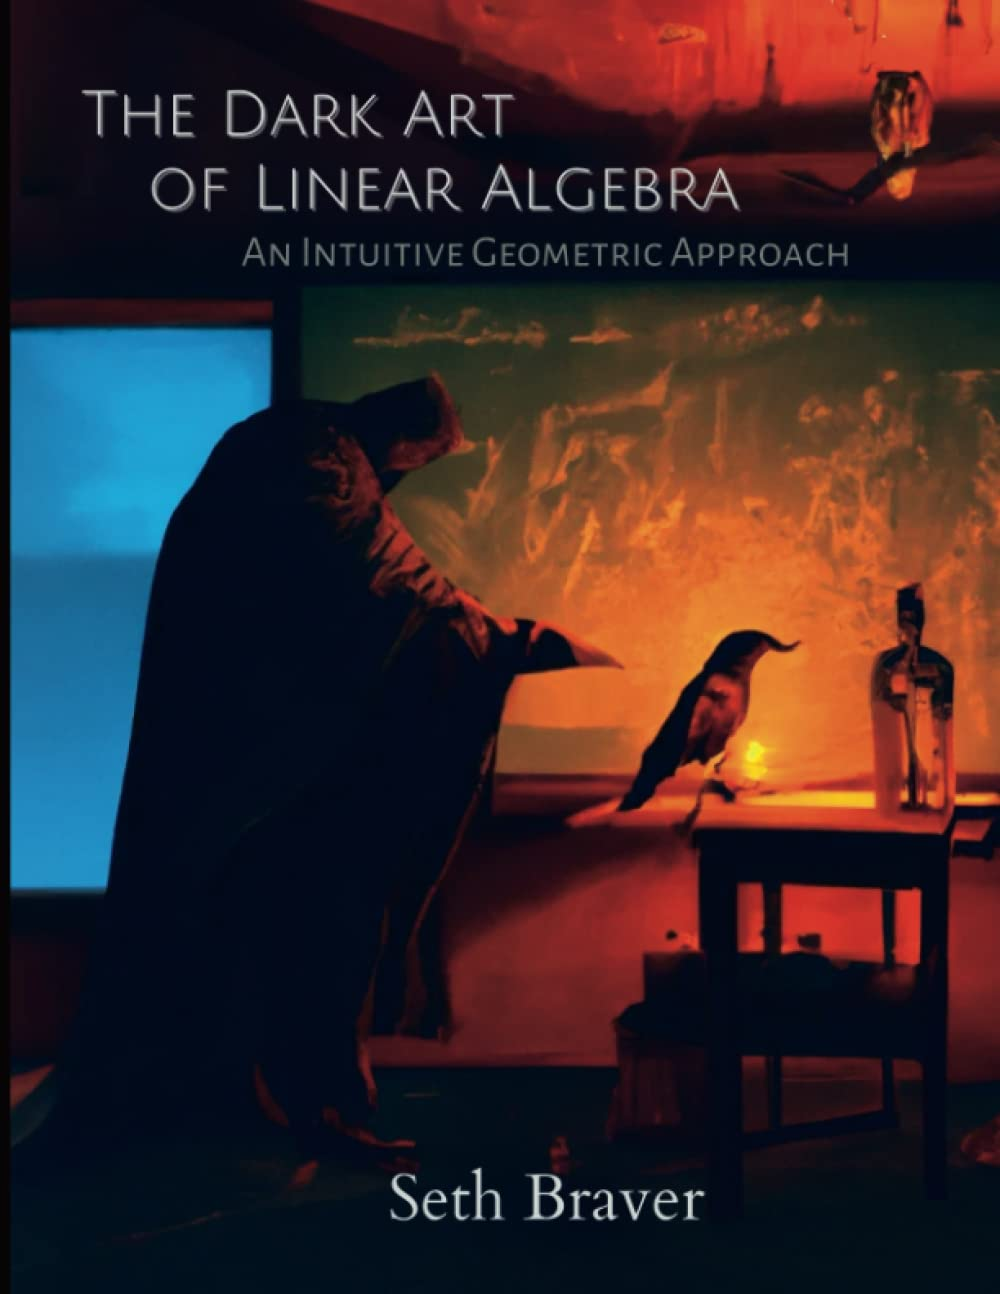 The Dark Art
of Linear Algebra
An Intuitive Geometric Approach
Seth Braver